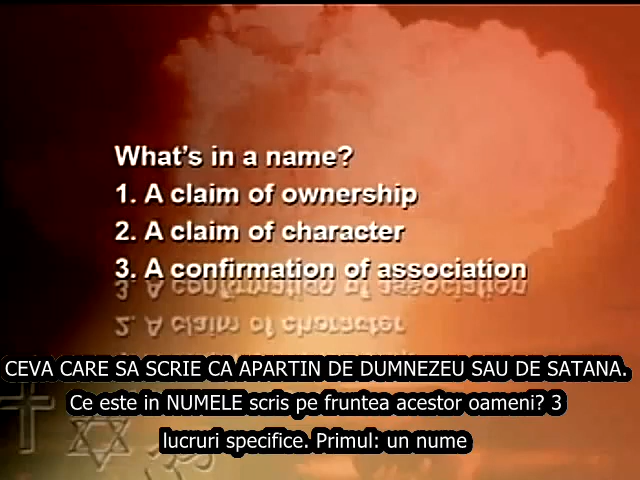 What's in a name?
1. A claim of ownership
2. A claim of character
3. A confirmation of association
CEVA CARE SA SCRIE CA APARTIN DE DUMNEZEU SAU DE SATANA.
Ce este in NUMELE scris pe fruntea acestor oameni? 3
lucruri specifice. Primul: un nume